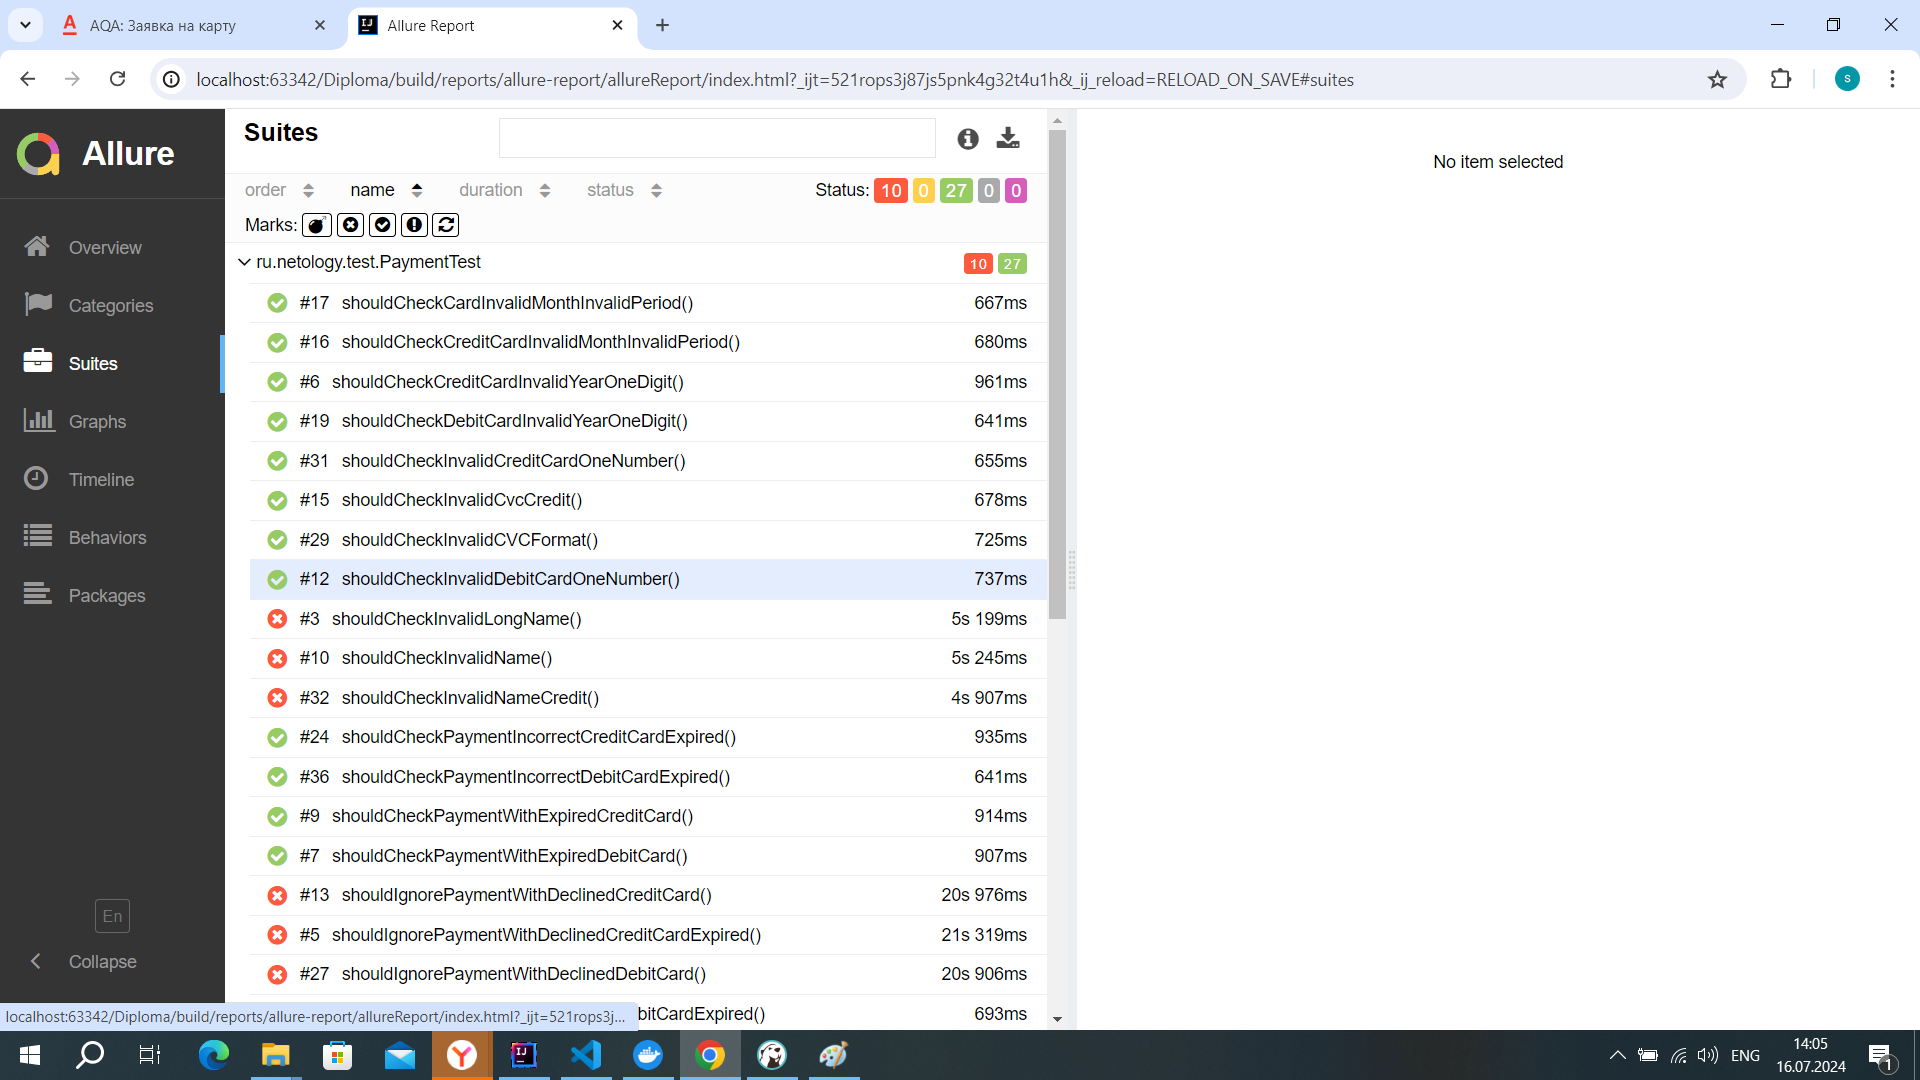 AQA: Заявка на карту
Allure Report
localhost:63342/Diploma/build/reports/allure-report/allureReport/index.html?_ijt=521rops3j87js5pnk4g32t4u1h&_ij_reload=RELOAD_ON_SAVE#suites
S
Allure
Overview
Categories
Suites
Graphs
Timeline
Behaviors
Packages
En
Collapse
Suites
order name duration status Status: 10 0 27 0 0
Marks:
ru.netology.test.PaymentTest 10 27
#17 shouldCheckCardInvalidMonthInvalidPeriod() 667ms
#16 shouldCheckCreditCardInvalidMonthInvalidPeriod() 680ms
#6 shouldCheckCreditCardInvalidYearOneDigit() 961ms
#19 shouldCheckDebitCardInvalidYearOneDigit() 641ms
#31 shouldCheckInvalidCreditCardOneNumber() 655ms
#15 shouldCheckInvalidCvcCredit() 678ms
#29 shouldCheckInvalidCVCFormat() 725ms
#12 shouldCheckInvalidDebitCardOneNumber() 737ms
#3 shouldCheckInvalidLongName() 5s 199ms
#10 shouldCheckInvalidName() 5s 245ms
#32 shouldCheckInvalidNameCredit() 4s 907ms
#24 shouldCheckPaymentIncorrectCreditCardExpired() 935ms
#36 shouldCheckPaymentIncorrectDebitCardExpired() 641ms
#9 shouldCheckPaymentWithExpiredCreditCard() 914ms
#7 shouldCheckPaymentWithExpiredDebitCard() 907ms
#13 shouldIgnorePaymentWithDeclinedCreditCard() 20s 976ms
#5 shouldIgnorePaymentWithDeclinedCreditCardExpired() 21s 319ms
#27 shouldIgnorePaymentWithDeclinedDebitCard() 20s 906ms
bitCardExpired() 693ms
No item selected
localhost:63342/Diploma/build/reports/allure-report/allureReport/index.html?_ijt=521rops3j...
ENG
14:05
16.07.2024
1